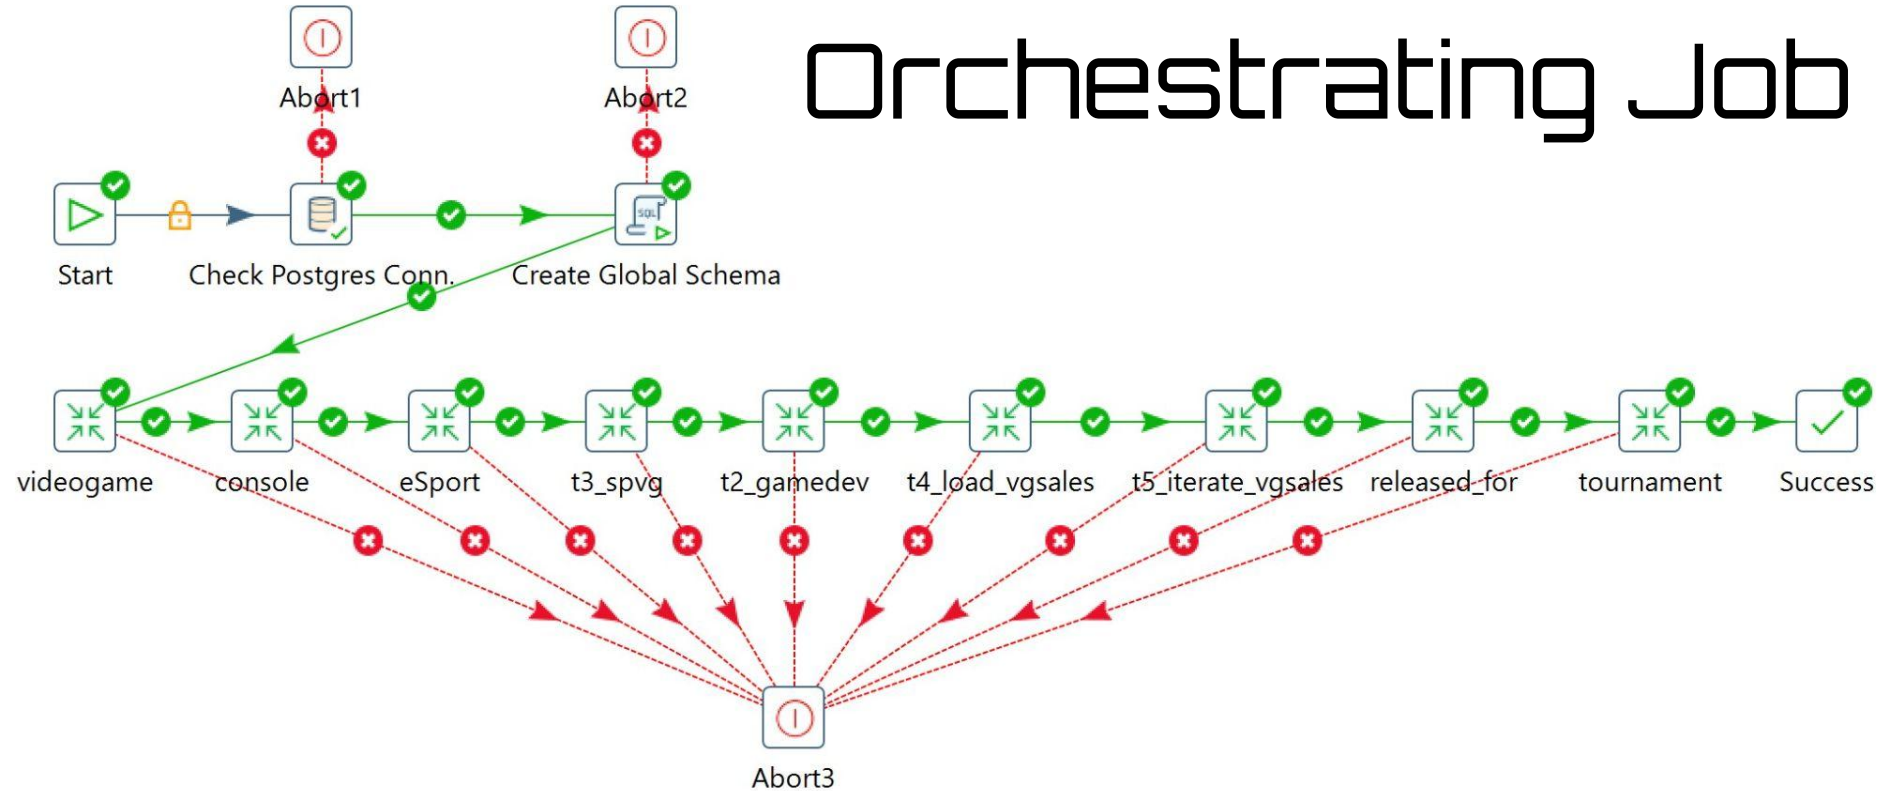 Orchestrating Job
Abort1
Abort2
Start
Check Postgres Conn.
Create Global Schema
SQL
videogame
console
eSport
t3_spvg
t2_gamedev
t4_load_vgsales
t5_iterate_vgsales
released_for
tournament
Success
Abort3